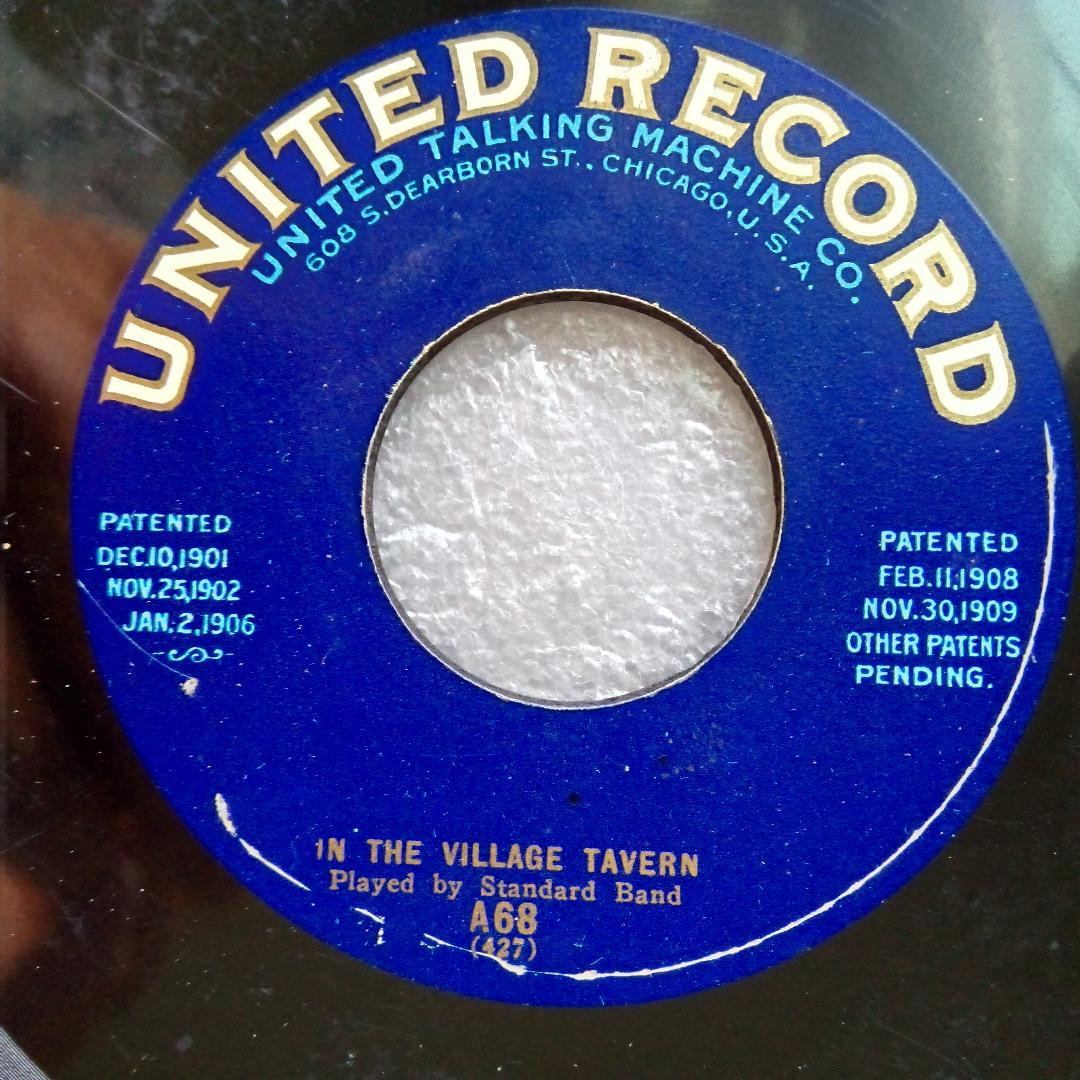 UNITED RECORD
UNITED TALKING MACHINE CO.
608 S. DEARBORN ST., CHICAGO, U.S.A.
PATENTED
DEC.10,1901
NOV.25,1902
JAN.2,1906
PATENTED
FEB.11,1908
NOV.30,1909
OTHER PATENTS
PENDING.
IN THE VILLAGE TAVERN
Played by Standard Band
A68
(427)